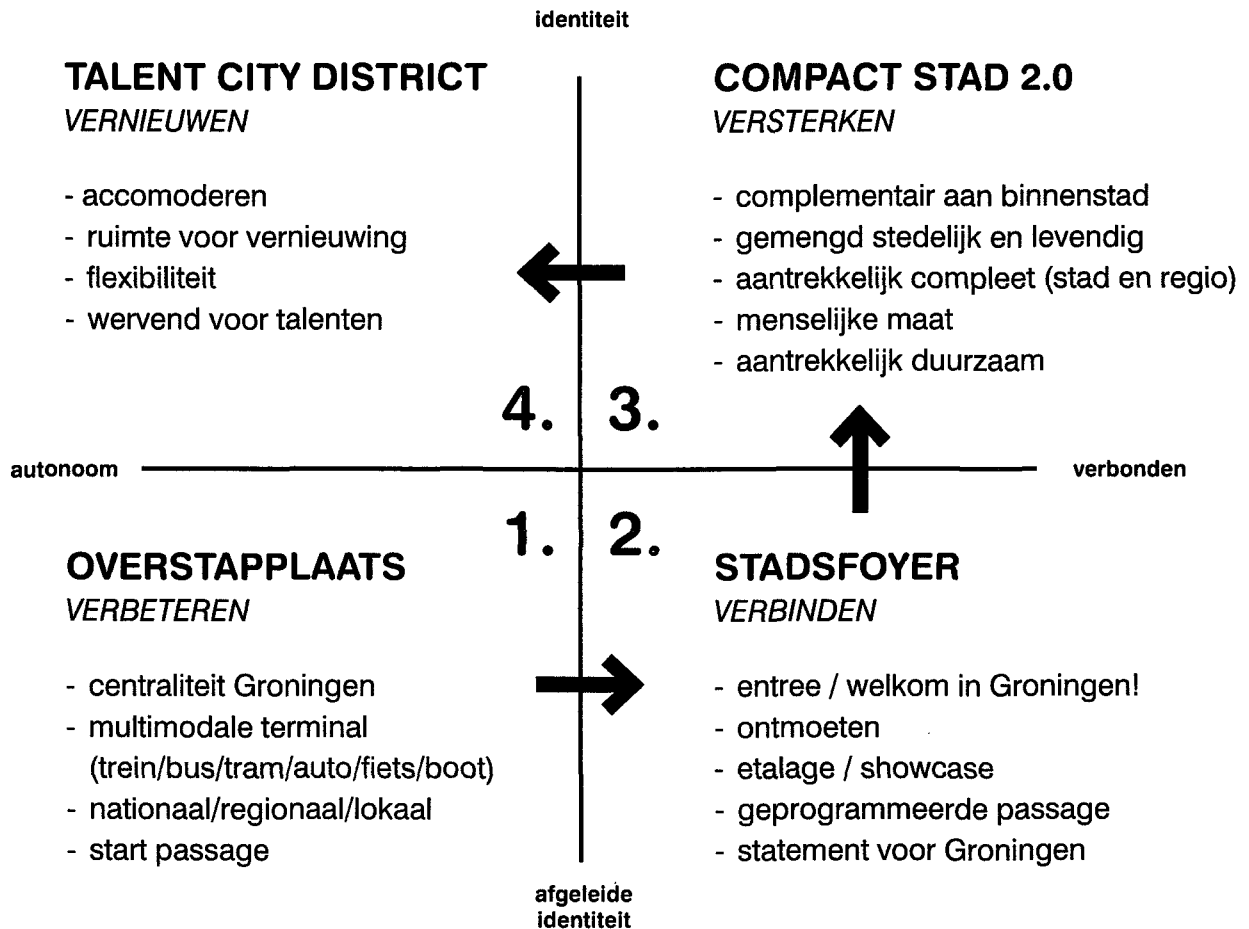 identiteit
TALENT CITY DISTRICT
VERNIEUWEN
- accomoderen
- ruimte voor vernieuwing
- flexibiliteit
- wervend voor talenten
COMPACT STAD 2.0
VERSTERKEN
- complementair aan binnenstad
- gemengd stedelijk en levendig
- aantrekkelijk compleet (stad en regio)
- menselijke maat
- aantrekkelijk duurzaam
4. 3.
autonoom verbonden
1. 2.
OVERSTAPPLAATS
VERBETEREN
- centraliteit Groningen
- multimodale terminal
(trein/bus/tram/auto/fiets/boot)
- nationaal/regionaal/lokaal
- start passage
STADSFOYER
VERBINDEN
- entree / welkom in Groningen!
- ontmoeten
- etalage / showcase
- geprogrammeerde passage
- statement voor Groningen
afgeleide
identiteit